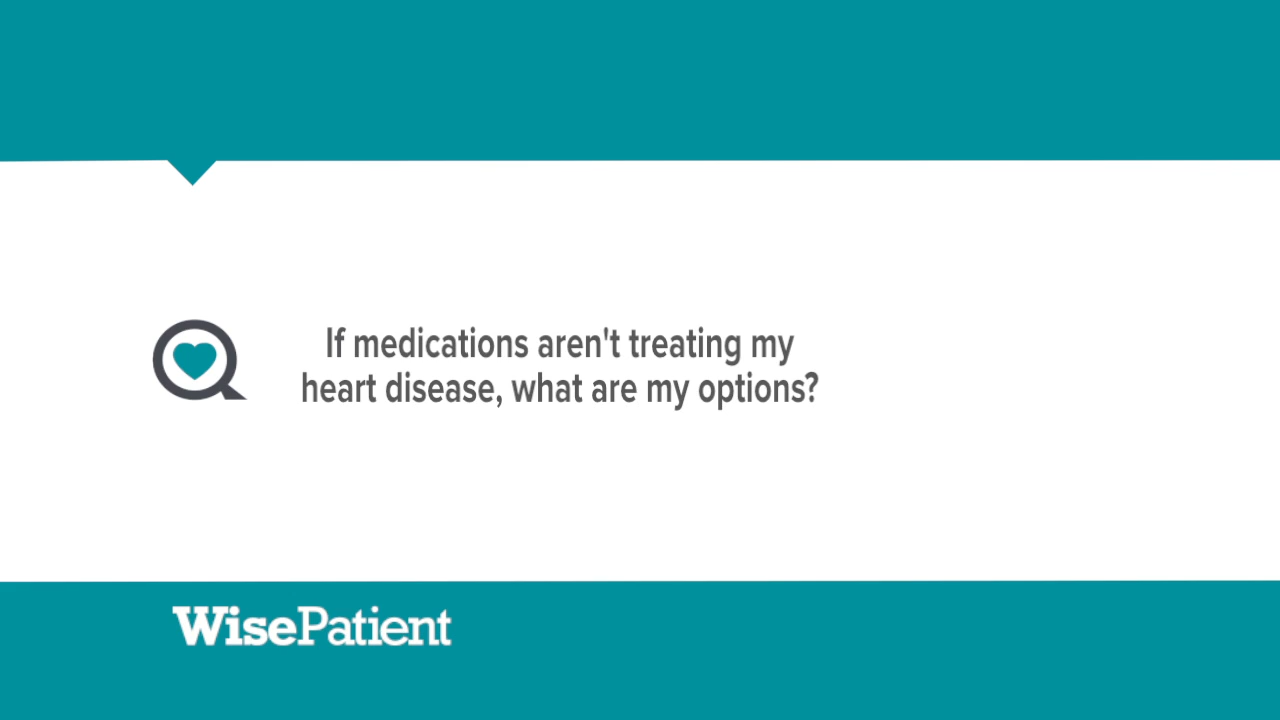 If medications aren't treating my
heart disease, what are my options?
WisePatient